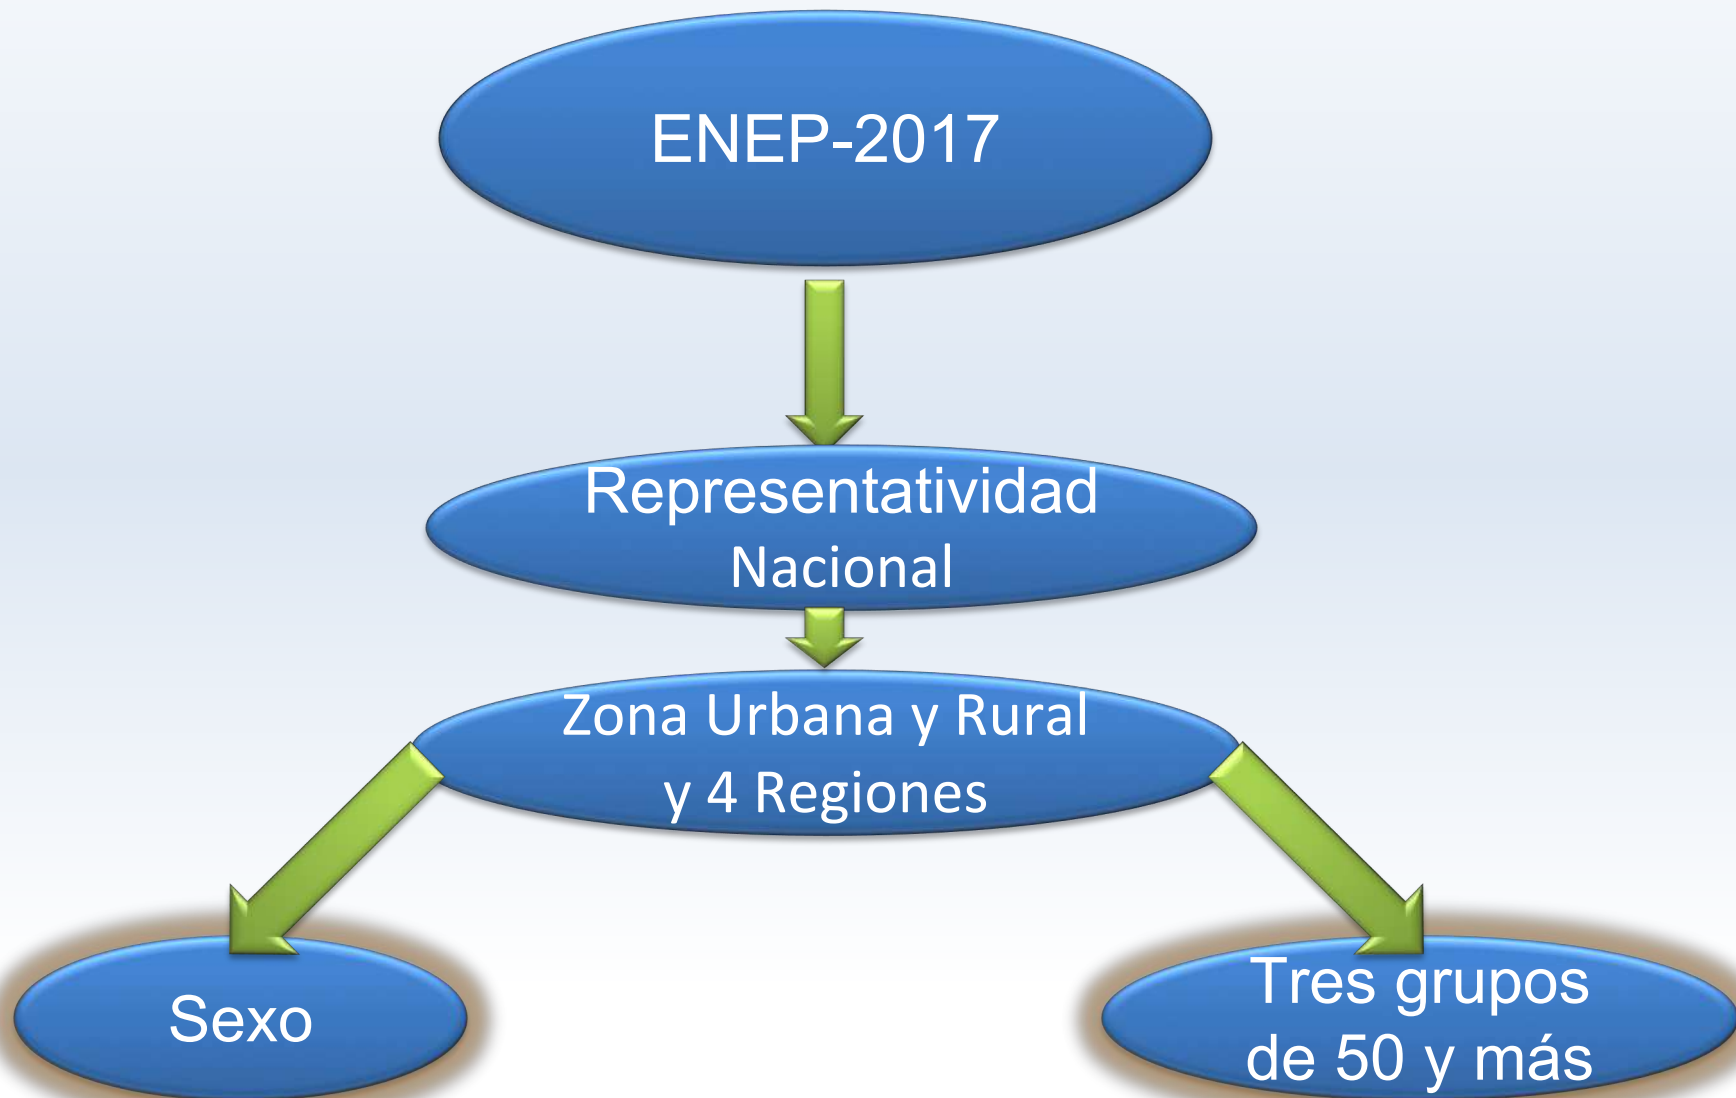 ENEP-2017
Representatividad
Nacional
Zona Urbana y Rural
y 4 Regiones
Sexo
Tres grupos
de 50 y más